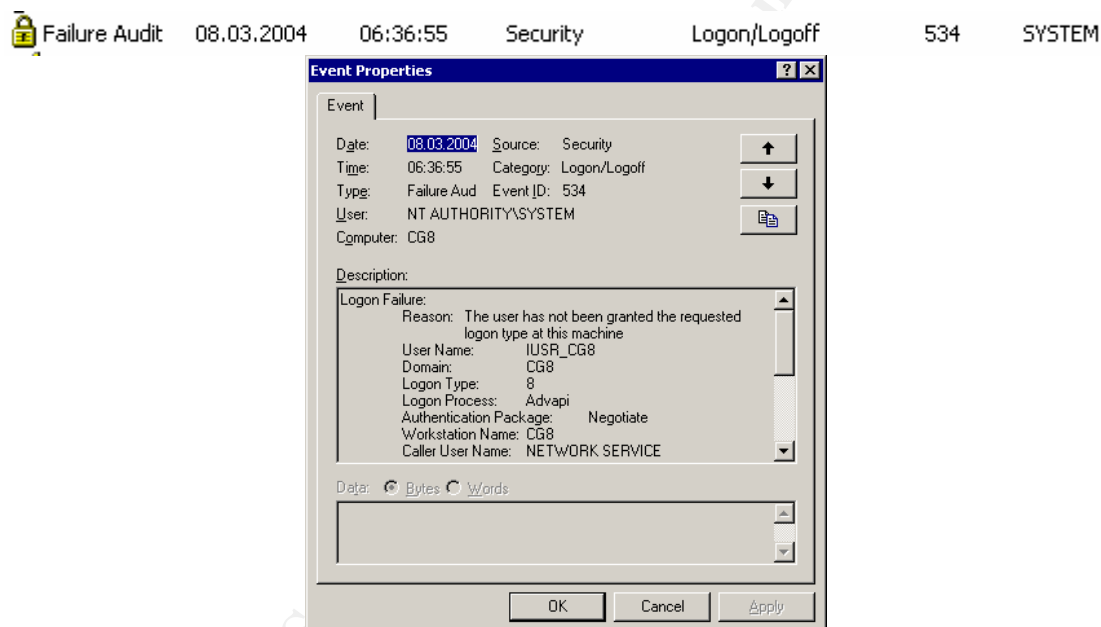 Failure Audit 08.03.2004 06:36:55 Security Logon/Logoff 534 SYSTEM
Event Properties
Event
Date: 08.03.2004 Source: Security
Time: 06:36:55 Category: Logon/Logoff
Type: Failure Aud Event ID: 534
User: NT AUTHORITY\SYSTEM
Computer: CG8
Description:
Logon Failure:
Reason: The user has not been granted the requested
logon type at this machine
User Name: IUSR_CG8
Domain: CG8
Logon Type: 8
Logon Process: Advapi
Authentication Package: Negotiate
Workstation Name: CG8
Caller User Name: NETWORK SERVICE
Data: Bytes Words
OK Cancel Apply